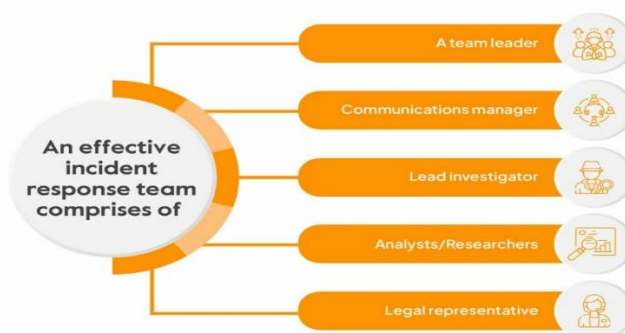 An effective
incident
response team
comprises of
A team leader
Communications manager
Lead investigator
Analysts/Researchers
Legal representative